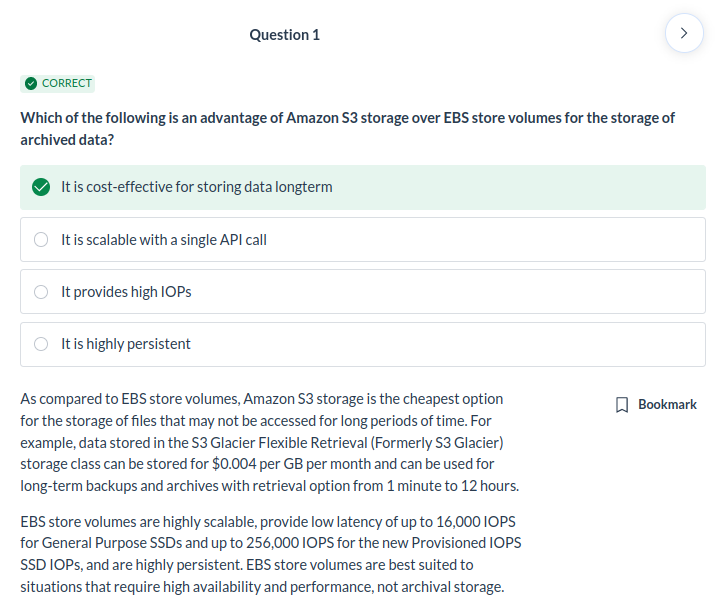 Question 1
CORRECT
Which of the following is an advantage of Amazon S3 storage over EBS store volumes for the storage of
archived data?
It is cost-effective for storing data longterm
It is scalable with a single API call
It provides high IOPs
It is highly persistent
As compared to EBS store volumes, Amazon S3 storage is the cheapest option
for the storage of files that may not be accessed for long periods of time. For
example, data stored in the S3 Glacier Flexible Retrieval (Formerly S3 Glacier)
storage class can be stored for $0.004 per GB per month and can be used for
long-term backups and archives with retrieval option from 1 minute to 12 hours.
Bookmark
EBS store volumes are highly scalable, provide low latency of up to 16,000 IOPS
for General Purpose SSDs and up to 256,000 IOPS for the new Provisioned IOPS
SSD IOPs, and are highly persistent. EBS store volumes are best suited to
situations that require high availability and performance, not archival storage.